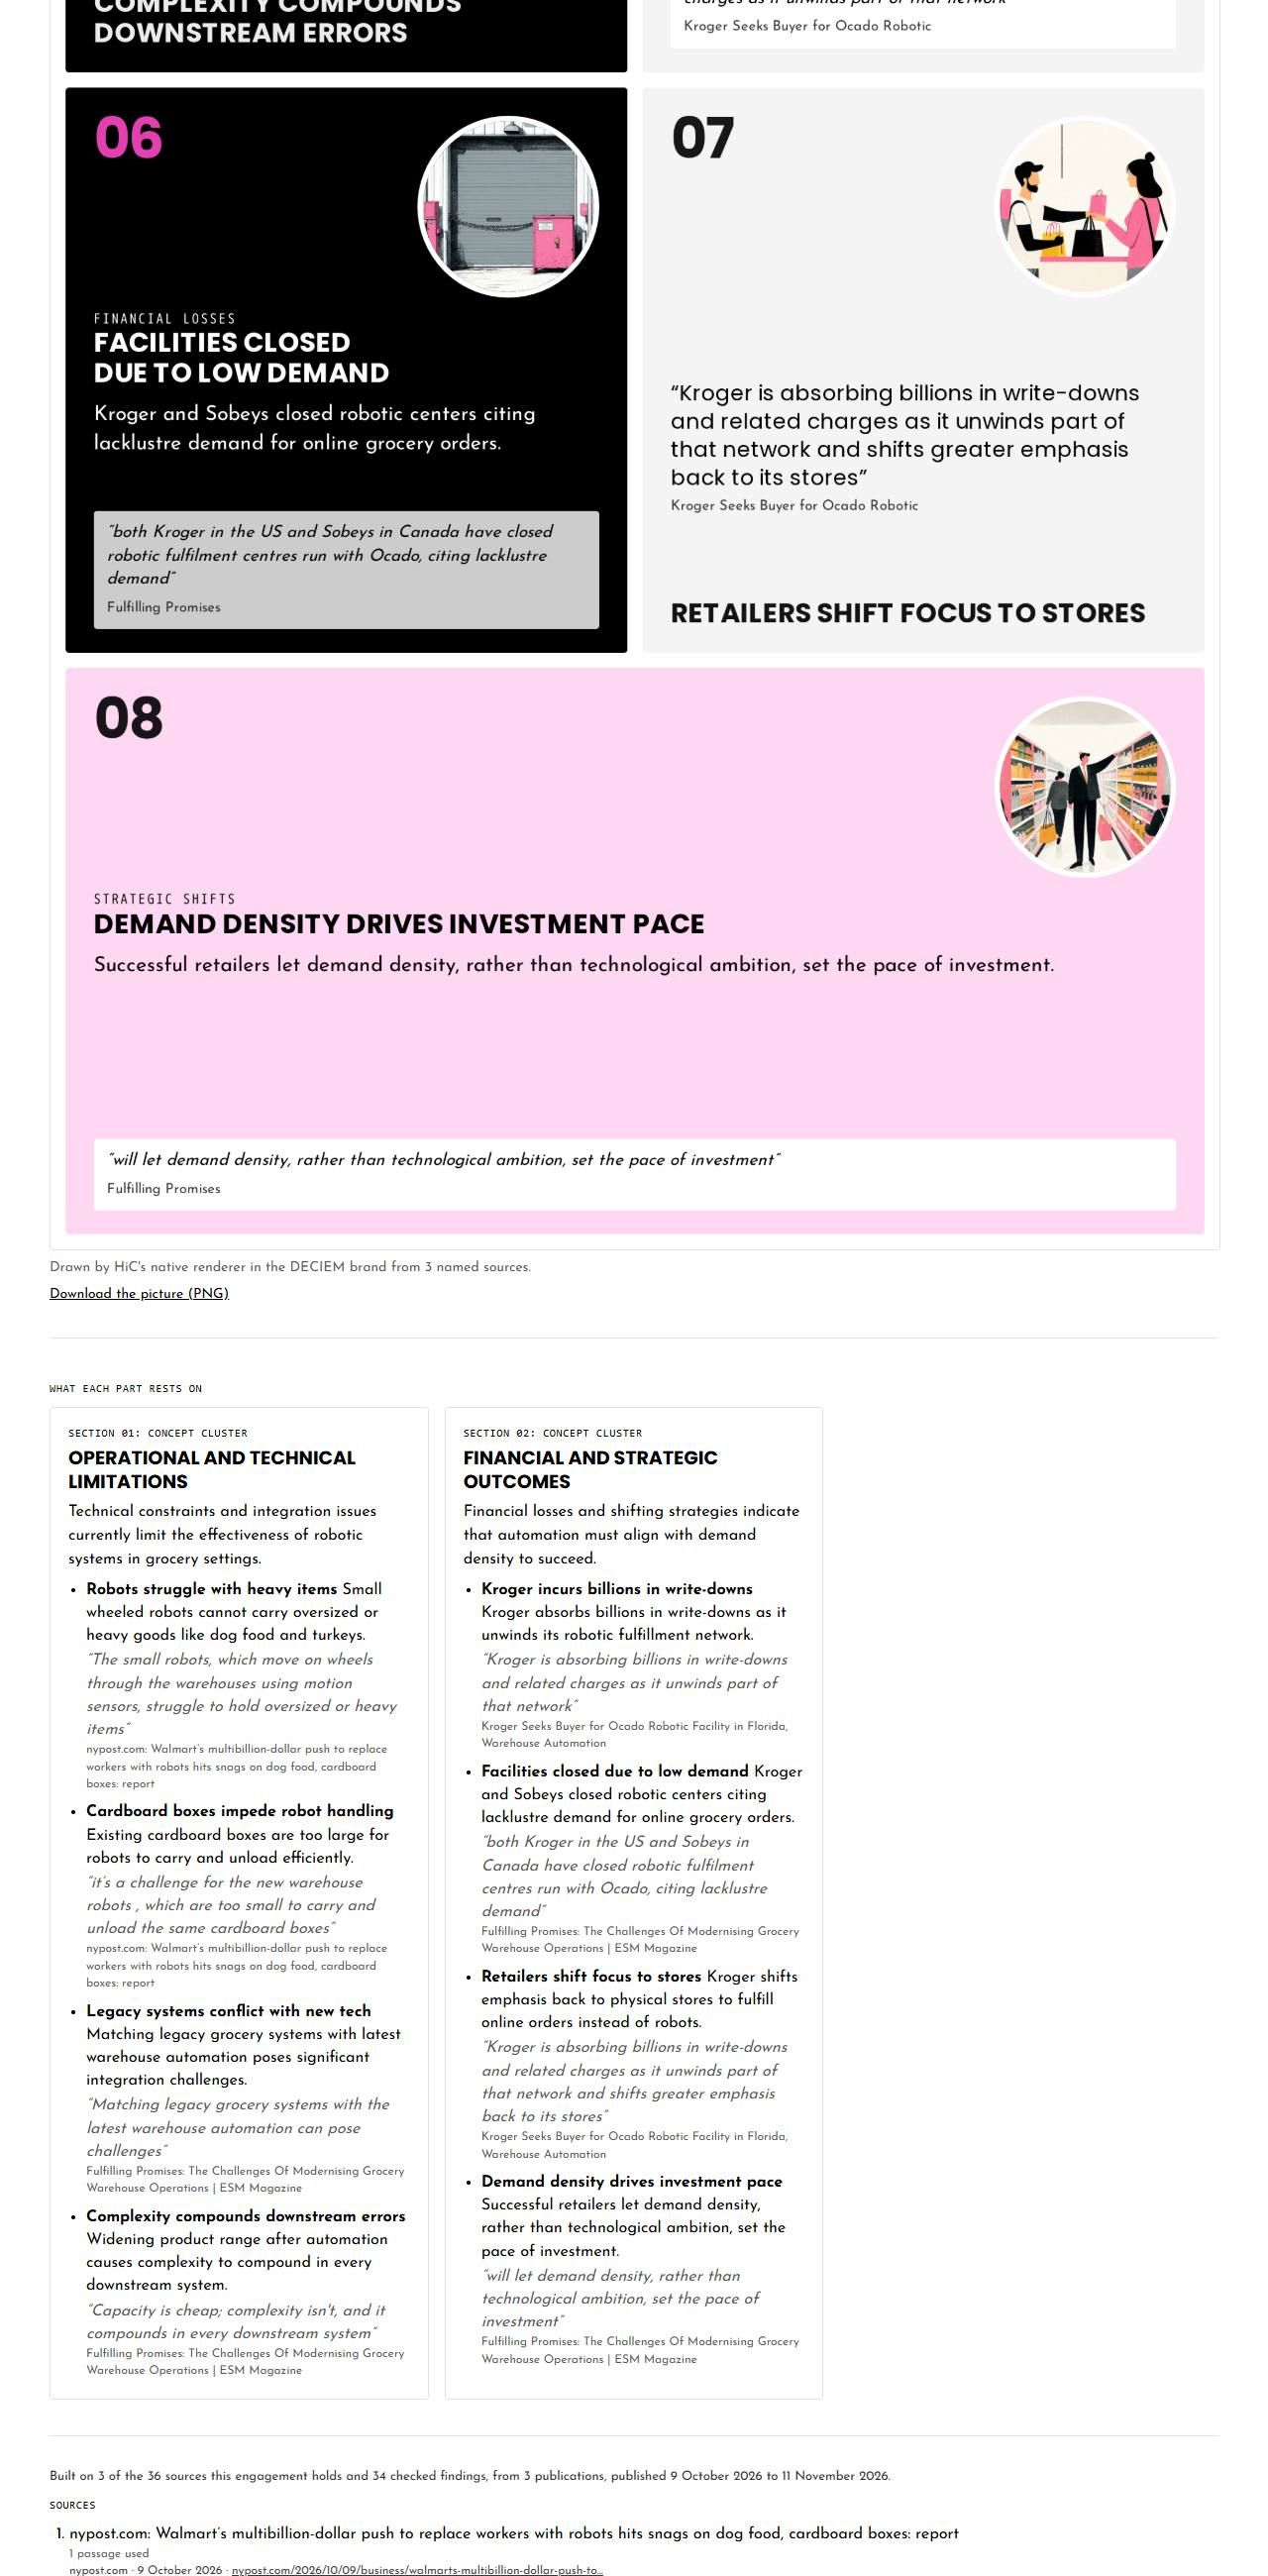 COMPLEXITY COMPOUNDS
DOWNSTREAM ERRORS
charges as it unwinds part of that network”
Kroger Seeks Buyer for Ocado Robotic
06
FINANCIAL LOSSES
FACILITIES CLOSED
DUE TO LOW DEMAND
Kroger and Sobeys closed robotic centers citing
lacklustre demand for online grocery orders.
“both Kroger in the US and Sobeys in Canada have closed
robotic fulfilment centres run with Ocado, citing lacklustre
demand”
Fulfilling Promises
07
“Kroger is absorbing billions in write-downs
and related charges as it unwinds part of
that network and shifts greater emphasis
back to its stores”
Kroger Seeks Buyer for Ocado Robotic
RETAILERS SHIFT FOCUS TO STORES
08
STRATEGIC SHIFTS
DEMAND DENSITY DRIVES INVESTMENT PACE
Successful retailers let demand density, rather than technological ambition, set the pace of investment.
“will let demand density, rather than technological ambition, set the pace of investment”
Fulfilling Promises
Drawn by HiC's native renderer in the DECIEM brand from 3 named sources.
Download the picture (PNG)
WHAT EACH PART RESTS ON
SECTION 01: CONCEPT CLUSTER
OPERATIONAL AND TECHNICAL
LIMITATIONS
Technical constraints and integration issues
currently limit the effectiveness of robotic
systems in grocery settings.
• Robots struggle with heavy items Small
wheeled robots cannot carry oversized or
heavy goods like dog food and turkeys.
“The small robots, which move on wheels
through the warehouses using motion
sensors, struggle to hold oversized or heavy
items”
nypost.com: Walmart’s multibillion-dollar push to replace
workers with robots hits snags on dog food, cardboard
boxes: report
• Cardboard boxes impede robot handling
Existing cardboard boxes are too large for
robots to carry and unload efficiently.
“it’s a challenge for the new warehouse
robots , which are too small to carry and
unload the same cardboard boxes”
nypost.com: Walmart’s multibillion-dollar push to replace
workers with robots hits snags on dog food, cardboard
boxes: report
• Legacy systems conflict with new tech
Matching legacy grocery systems with latest
warehouse automation poses significant
integration challenges.
“Matching legacy grocery systems with the
latest warehouse automation can pose
challenges”
Fulfilling Promises: The Challenges Of Modernising Grocery
Warehouse Operations | ESM Magazine
• Complexity compounds downstream errors
Widening product range after automation
causes complexity to compound in every
downstream system.
“Capacity is cheap; complexity isn't, and it
compounds in every downstream system”
Fulfilling Promises: The Challenges Of Modernising Grocery
Warehouse Operations | ESM Magazine
SECTION 02: CONCEPT CLUSTER
FINANCIAL AND STRATEGIC
OUTCOMES
Financial losses and shifting strategies indicate
that automation must align with demand
density to succeed.
• Kroger incurs billions in write-downs
Kroger absorbs billions in write-downs as it
unwinds its robotic fulfillment network.
“Kroger is absorbing billions in write-downs
and related charges as it unwinds part of
that network”
Kroger Seeks Buyer for Ocado Robotic Facility in Florida,
Warehouse Automation
• Facilities closed due to low demand Kroger
and Sobeys closed robotic centers citing
lacklustre demand for online grocery orders.
“both Kroger in the US and Sobeys in
Canada have closed robotic fulfilment
centres run with Ocado, citing lacklustre
demand”
Fulfilling Promises: The Challenges Of Modernising Grocery
Warehouse Operations | ESM Magazine
• Retailers shift focus to stores Kroger shifts
emphasis back to physical stores to fulfill
online orders instead of robots.
“Kroger is absorbing billions in write-downs
and related charges as it unwinds part of
that network and shifts greater emphasis
back to its stores”
Kroger Seeks Buyer for Ocado Robotic Facility in Florida,
Warehouse Automation
• Demand density drives investment pace
Successful retailers let demand density,
rather than technological ambition, set the
pace of investment.
“will let demand density, rather than
technological ambition, set the pace of
investment”
Fulfilling Promises: The Challenges Of Modernising Grocery
Warehouse Operations | ESM Magazine
Built on 3 of the 36 sources this engagement holds and 34 checked findings, from 3 publications, published 9 October 2026 to 11 November 2026.
SOURCES
1. nypost.com: Walmart’s multibillion-dollar push to replace workers with robots hits snags on dog food, cardboard boxes: report
1 passage used
nypost.com · 9 October 2026 · nypost.com/2026/10/09/business/walmarts-multibillion-dollar-push-to…